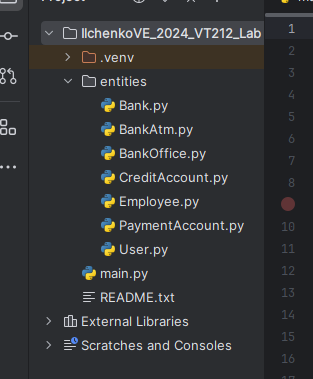 IlchenkoVE_2024_VT212_Lab
.venv
entities
Bank.py
BankAtm.py
BankOffice.py
CreditAccount.py
Employee.py
PaymentAccount.py
User.py
main.py
README.txt
External Libraries
Scratches and Consoles
1
2
3
4
5
6
7
8
10
11
12
13
14
15
16